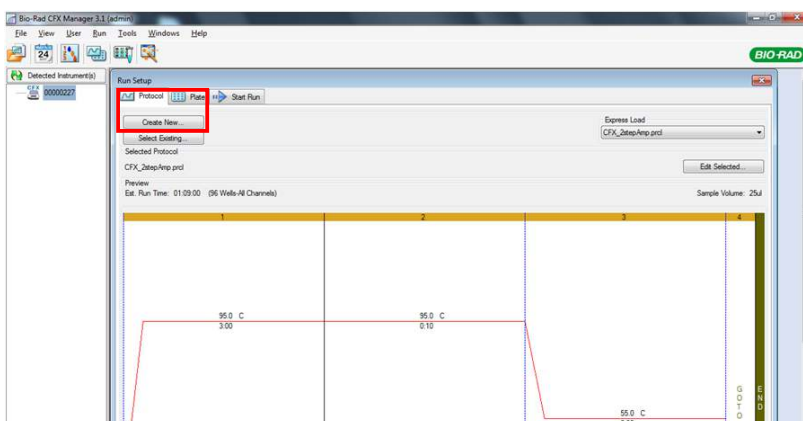 Bio-Rad CFX Manager 3.1 (admin)
File View User Run Tools Windows Help
24
BIO-RAD
Detected Instrument(s)
CFX
00000227
Run Setup
Protocol Plate Start Run
Create New...
Express Load
CFX_2stepAmp.prcl
Select Existing...
Selected Protocol
CFX_2stepAmp.prcl
Edit Selected...
Preview
Est. Run Time: 01:09:00 (96 Wells-All Channels)
Sample Volume: 25ul
1 2 3 4
95.0 C
3:00
95.0 C
0:10
55.0 C
GOTO
END